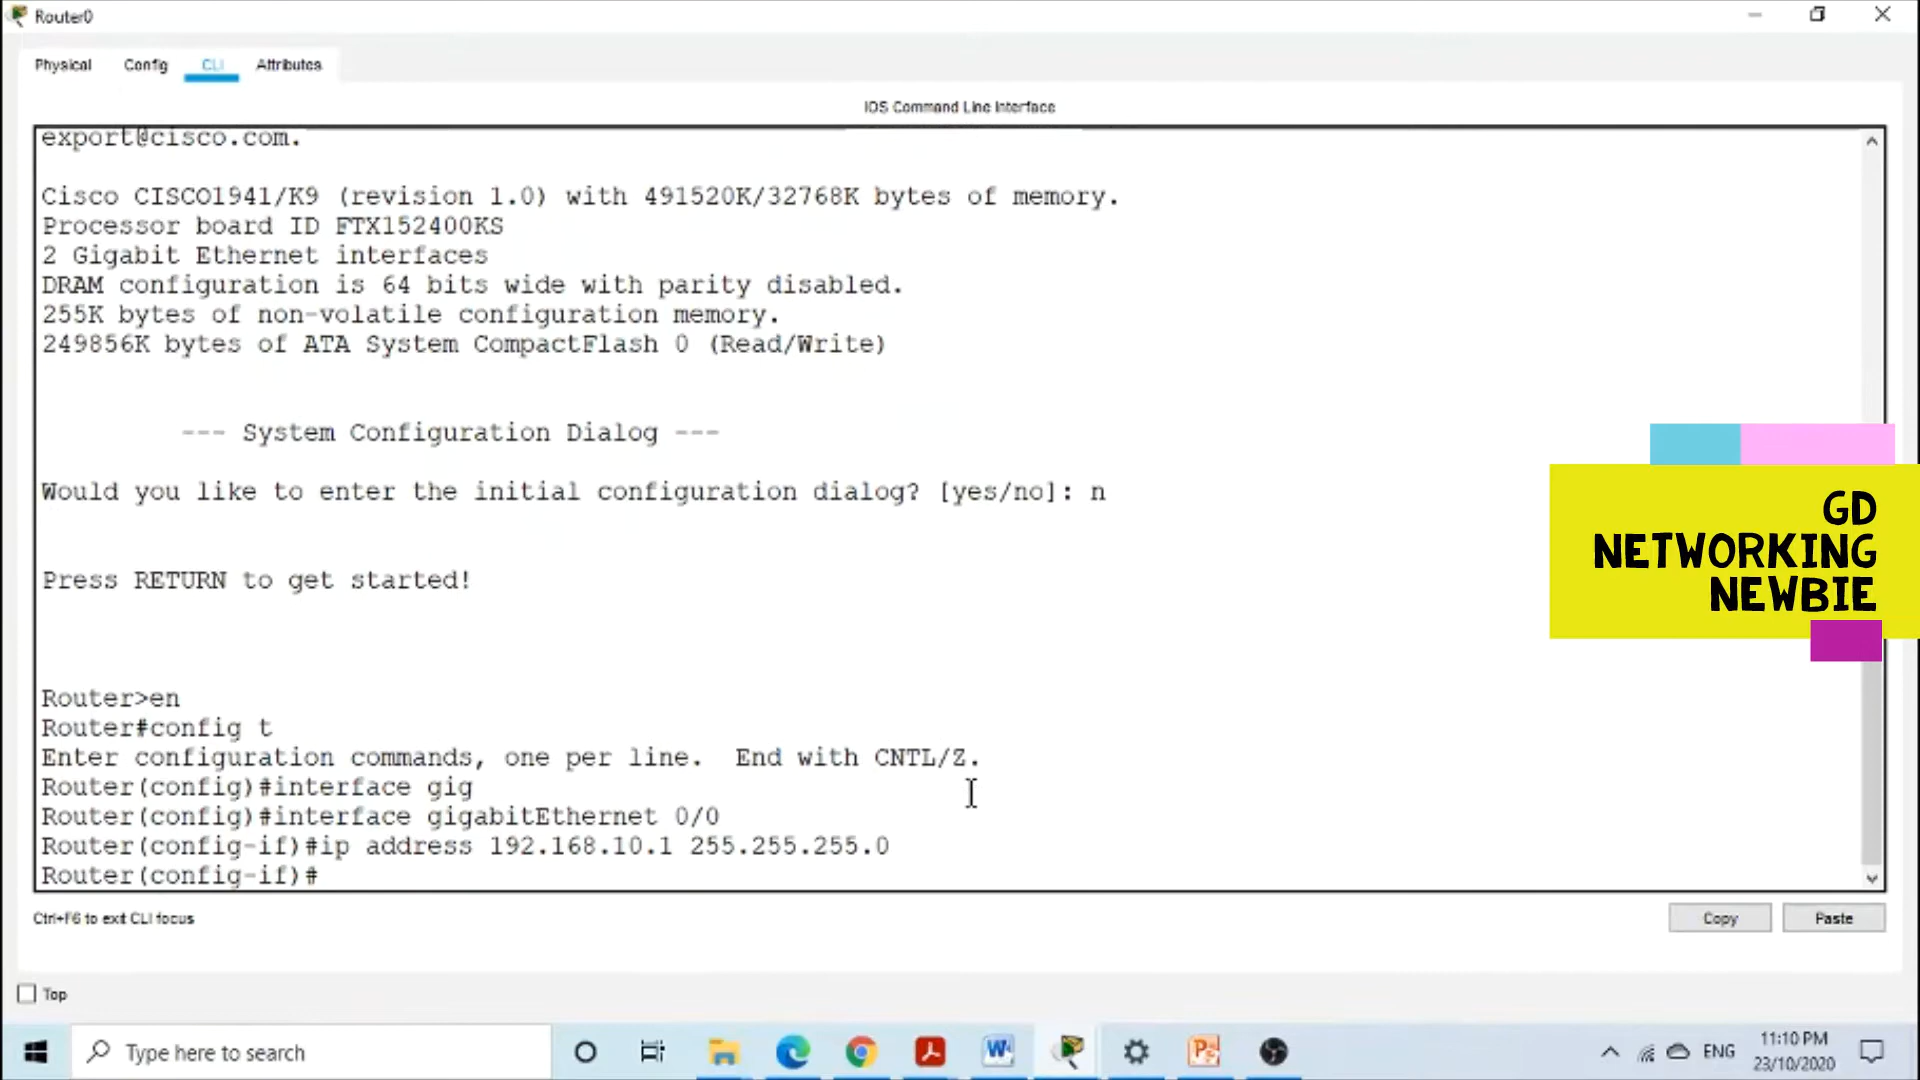 Router0
Physical Config CLI Attributes
IOS Command Line Interface
export@cisco.com.
Cisco CISCO1941/K9 (revision 1.0) with 491520K/32768K bytes of memory.
Processor board ID FTX152400KS
2 Gigabit Ethernet interfaces
DRAM configuration is 64 bits wide with parity disabled.
255K bytes of non-volatile configuration memory.
249856K bytes of ATA System CompactFlash 0 (Read/Write)
--- System Configuration Dialog ---
Would you like to enter the initial configuration dialog? [yes/no]: n
Press RETURN to get started!
GD
NETWORKING
NEWBIE
Router>en
Router#config t
Enter configuration commands, one per line.  End with CNTL/Z.
Router(config)#interface gig
Router(config)#interface gigabitEthernet 0/0
Router(config-if)#ip address 192.168.10.1 255.255.255.0
Router(config-if)#
Ctrl+F6 to exit CLI focus
Copy Paste
Top
Type here to search
ENG
11:10 PM
23/10/2020